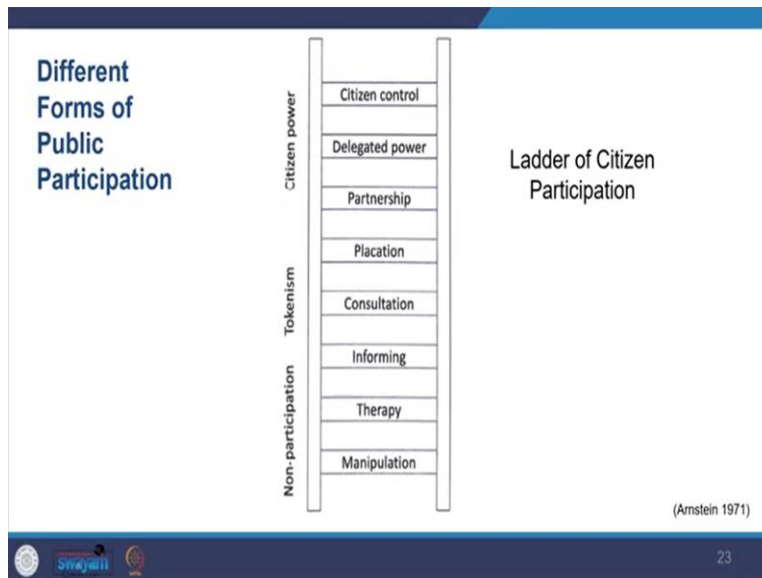 Different
Forms of
Public
Participation
Citizen power
Tokenism
Non-participation
Citizen control
Delegated power
Partnership
Placation
Consultation
Informing
Therapy
Manipulation
Ladder of Citizen
Participation
(Arnstein 1971)
swayam
23